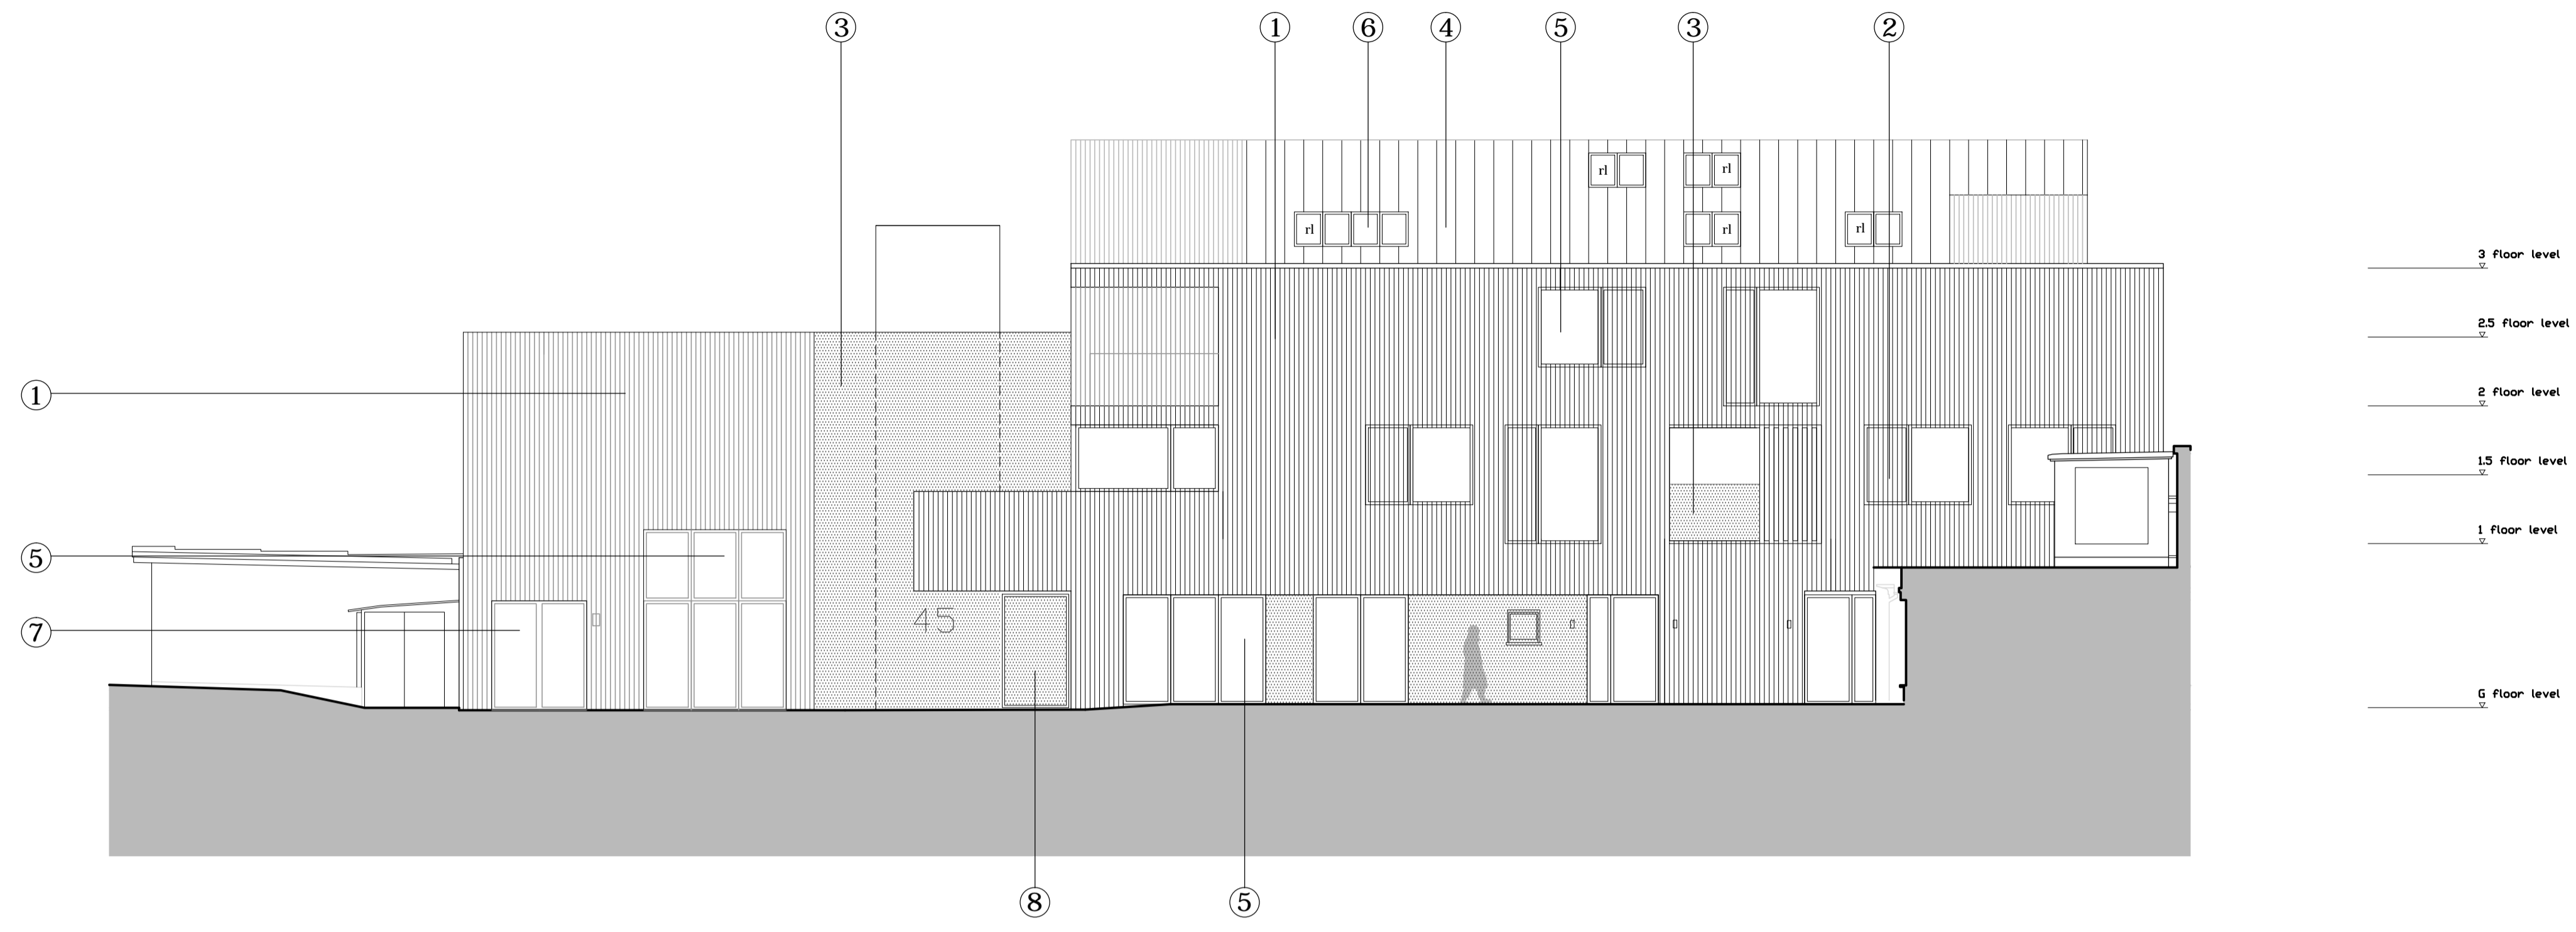 3 1 6 4 5 3 2
rl rl
rl rl rl
3 floor level
2.5 floor level
2 floor level
1
1.5 floor level
1 floor level
5
45
7
G floor level
8 5